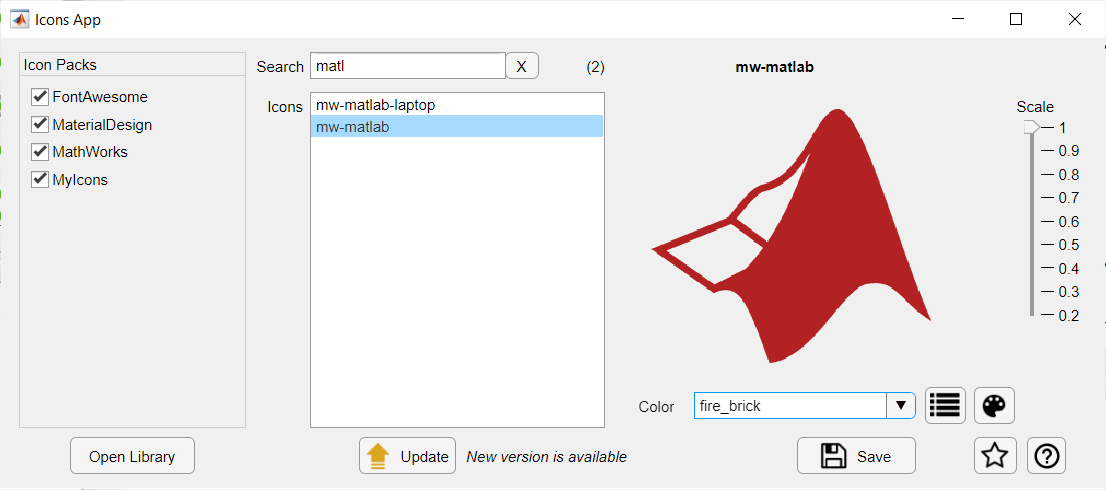 Icons App
Icon Packs
FontAwesome
MaterialDesign
MathWorks
MyIcons
Search
matl
X
(2)
Icons
mw-matlab-laptop
mw-matlab
mw-matlab
Scale
1
0.9
0.8
0.7
0.6
0.5
0.4
0.3
0.2
Color
fire_brick
Open Library
Update
New version is available
Save
?